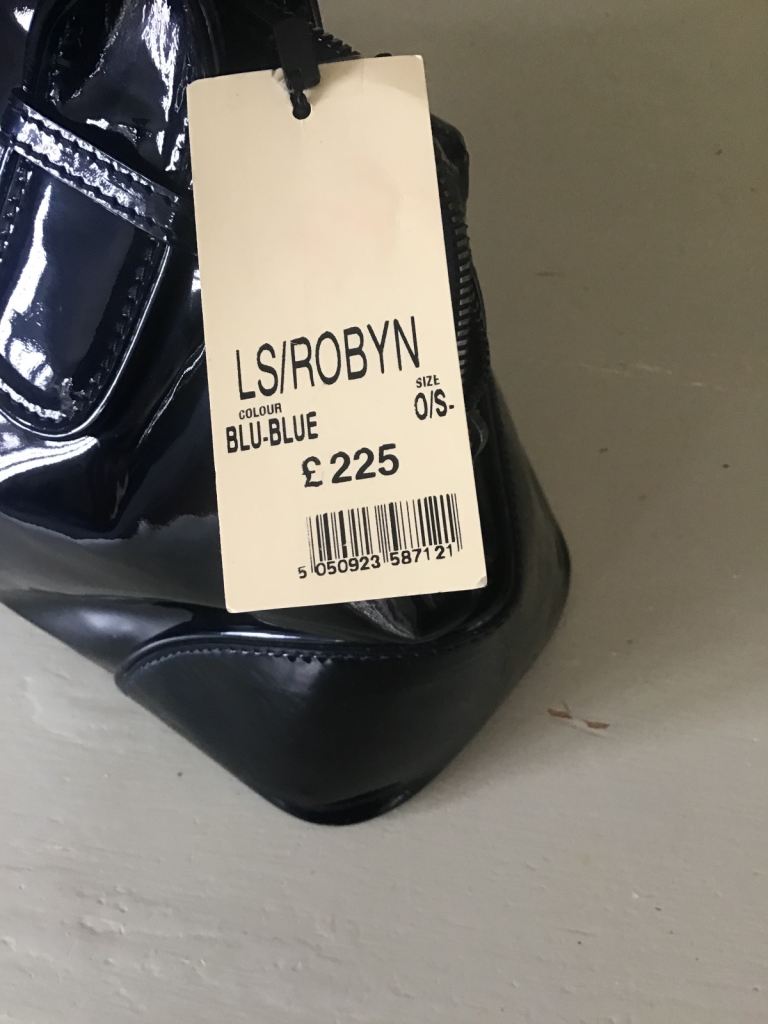 LS/ROBYN
COLOUR SIZE
BLU-BLUE O/S-
£225
5 050923 587121